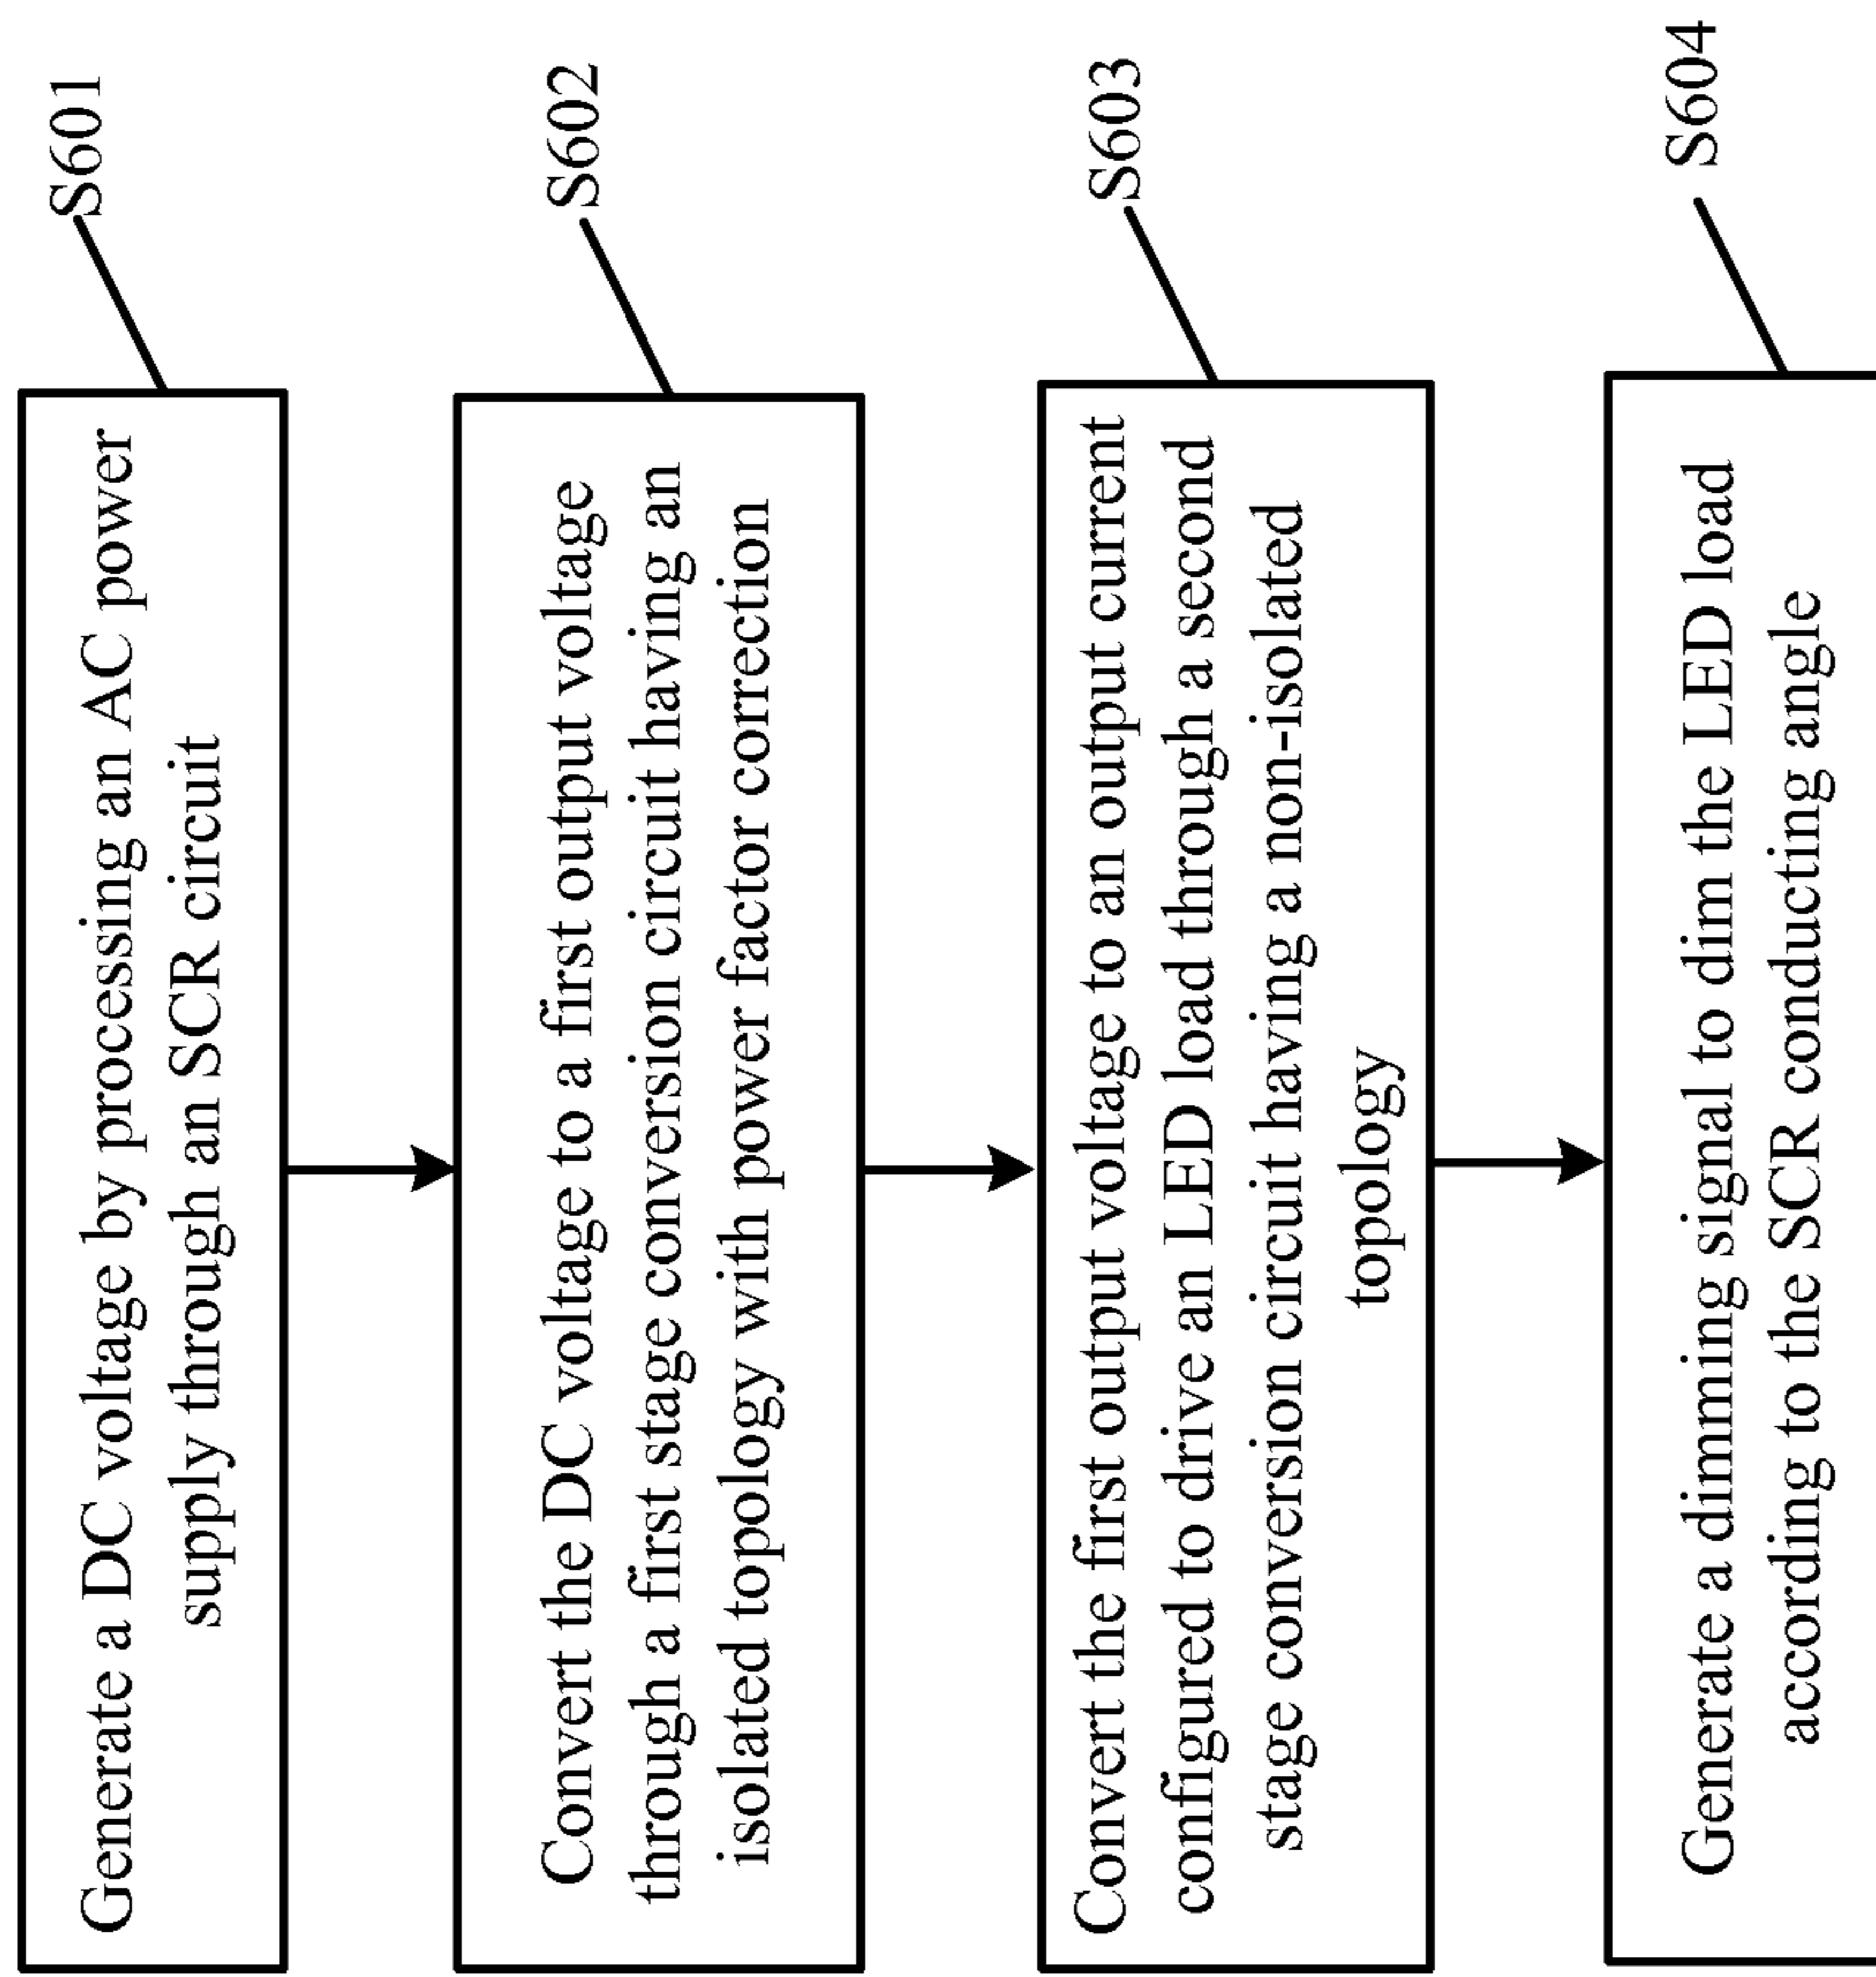 Generate a DC voltage by processing an AC power
supply through an SCR circuit
S601
Convert the DC voltage to a first output voltage
through a first stage conversion circuit having an
isolated topology with power factor correction
S602
Convert the first output voltage to an output current
configured to drive an LED load through a second
stage conversion circuit having a non-isolated
topology
S603
Generate a dimming signal to dim the LED load
according to the SCR conducting angle
S604